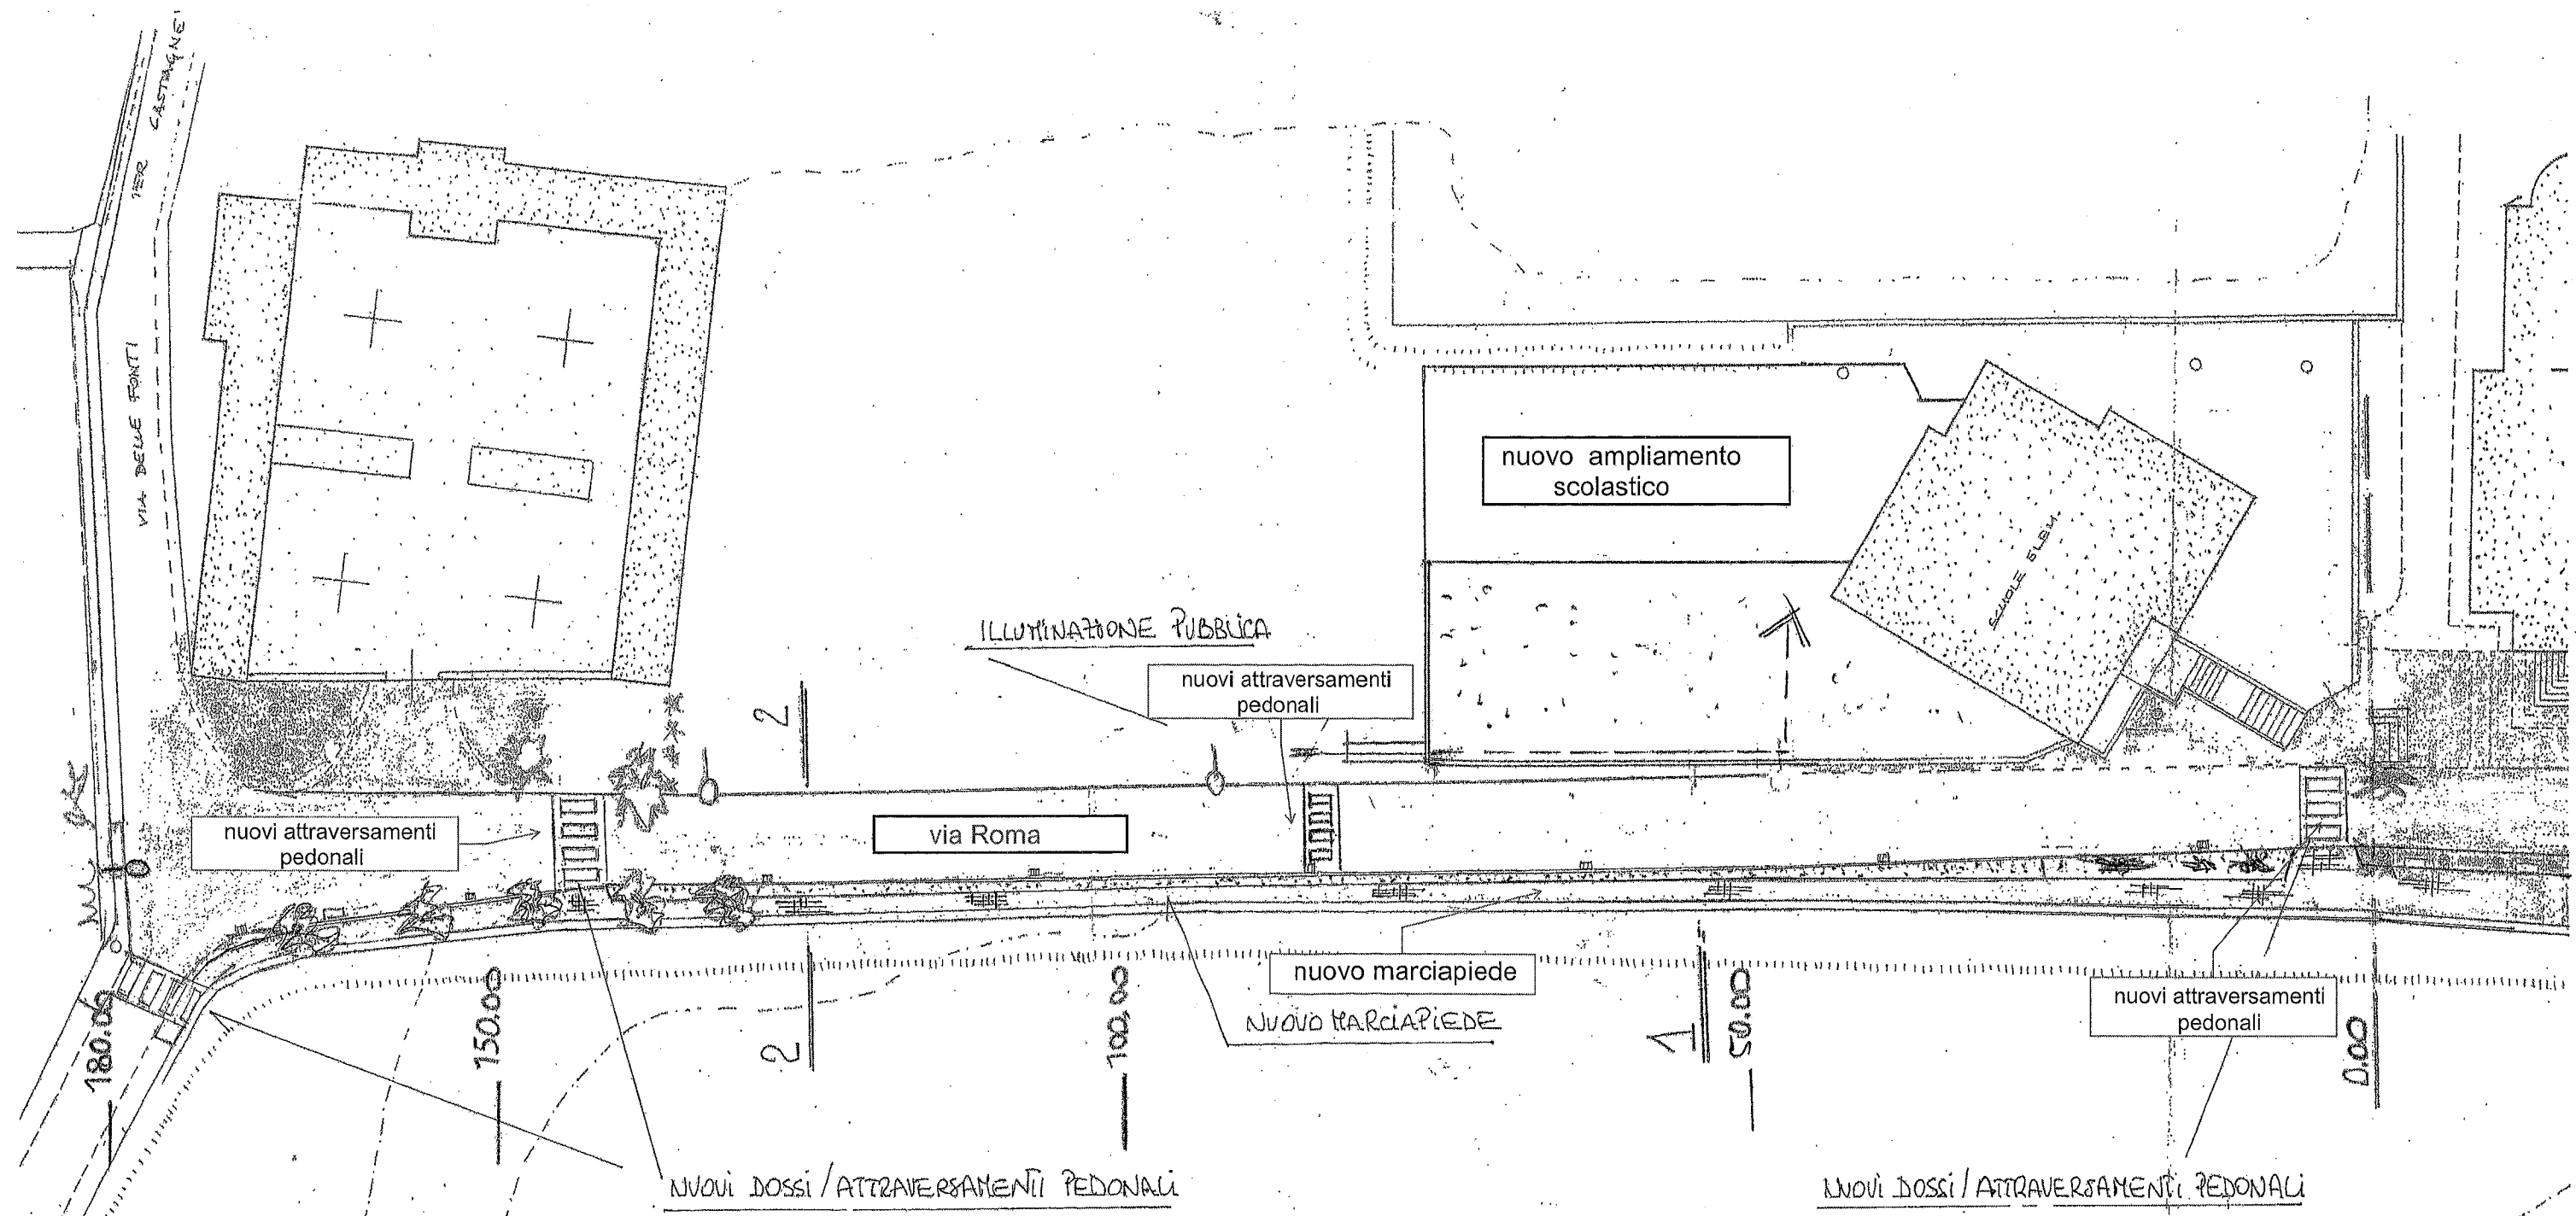 PER CASTAGNE
VIA DELLE FONTI
nuovo ampliamento
scolastico
SCUOLE ELEM.
ILLUMINAZIONE PUBBLICA
nuovi attraversamenti
pedonali
2
nuovi attraversamenti
pedonali
via Roma
nuovo marciapiede
NUOVO MARCIAPIEDE
nuovi attraversamenti
pedonali
180.00
150.00
2
100,00
1
50.00
0.00
NUOVI DOSSI / ATTRAVERSAMENTI PEDONALI
NUOVI DOSSI / ATTRAVERSAMENTI PEDONALI